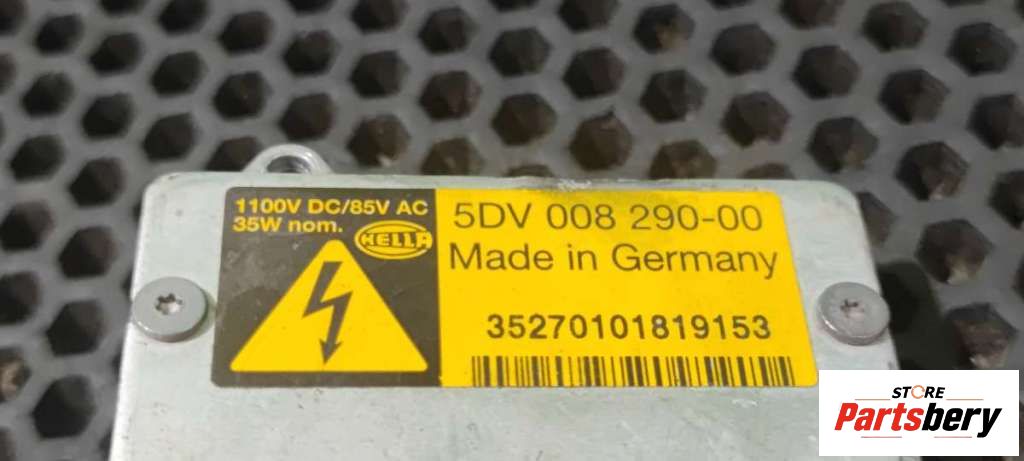 1100V DC/85V AC
35W nom.
HELLA
5DV 008 290-00
Made in Germany
35270101819153
STORE
Partsbery